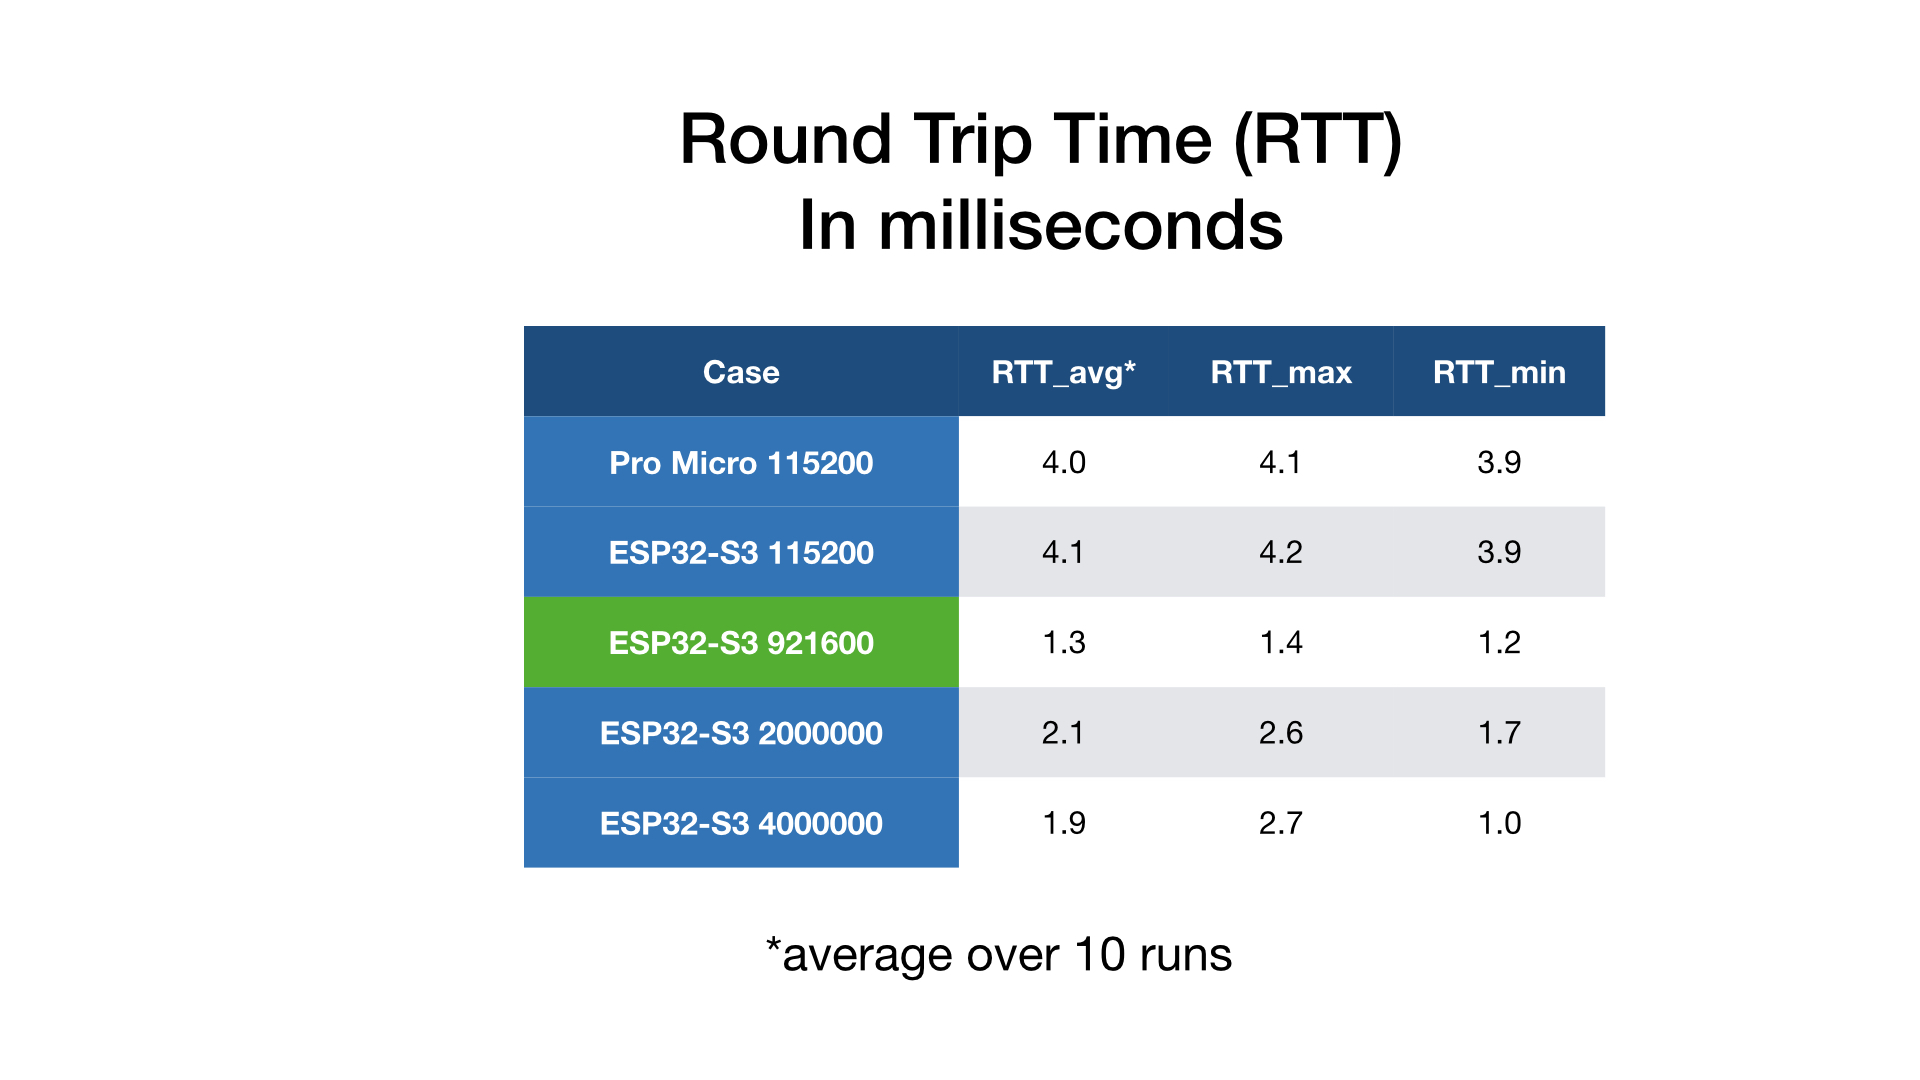 Round Trip Time (RTT)
In milliseconds
Case RTT_avg* RTT_max RTT_min
Pro Micro 115200 4.0 4.1 3.9
ESP32-S3 115200 4.1 4.2 3.9
ESP32-S3 921600 1.3 1.4 1.2
ESP32-S3 2000000 2.1 2.6 1.7
ESP32-S3 4000000 1.9 2.7 1.0
*average over 10 runs